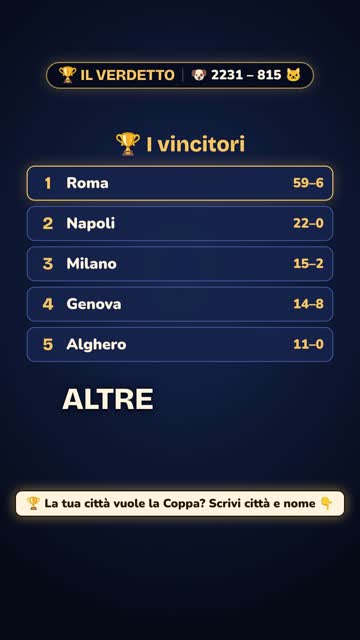 🏆 IL VERDETTO | 🐶 2231 – 815 🐱
🏆 I vincitori
1 Roma 59–6
2 Napoli 22–0
3 Milano 15–2
4 Genova 14–8
5 Alghero 11–0
ALTRE
🏆 La tua città vuole la Coppa? Scrivi città e nome 👇